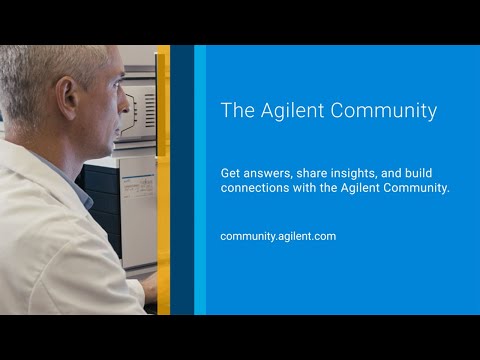 The Agilent Community
Get answers, share insights, and build
connections with the Agilent Community.
community.agilent.com